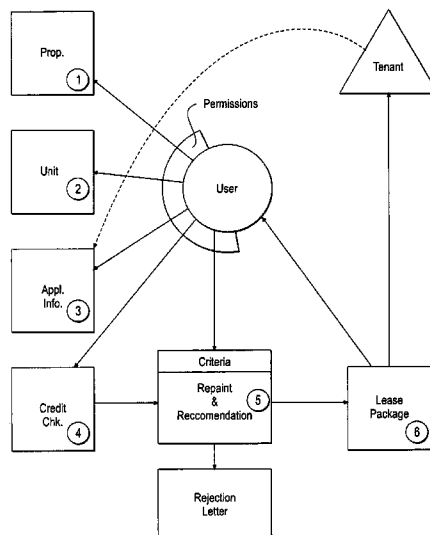 Prop.
1
Tenant
Permissions
User
Unit
2
Appl.
Info.
3
Criteria
Repaint
&
Reccomendation
5
Credit
Chk.
4
Lease
Package
6
Rejection
Letter